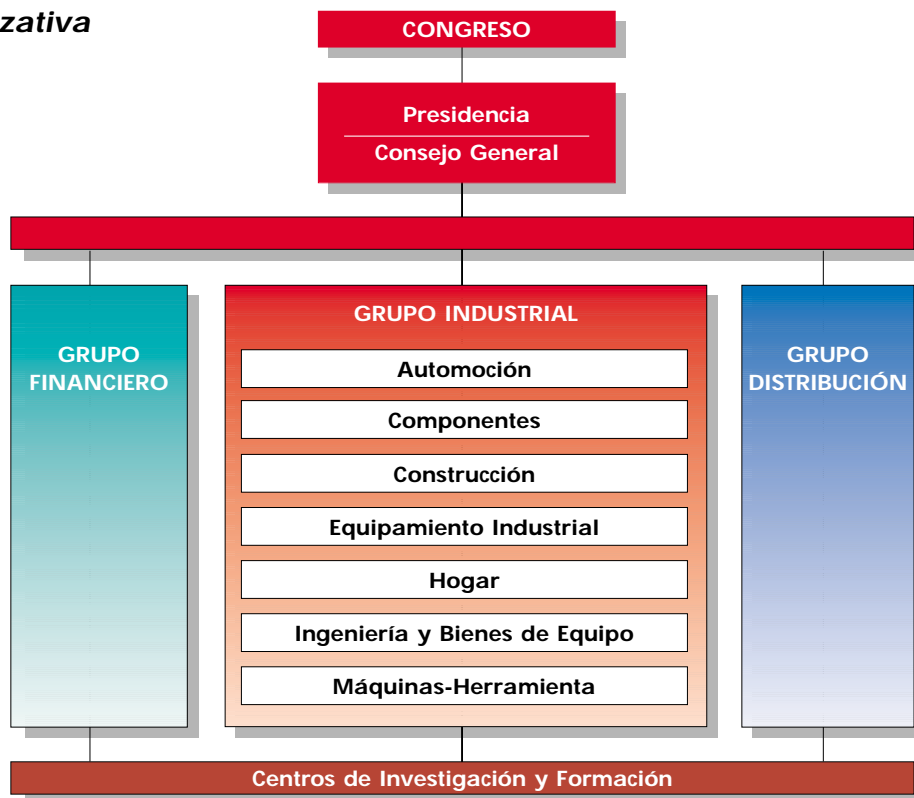 zativa
CONGRESO
Presidencia
Consejo General
GRUPO
FINANCIERO
GRUPO INDUSTRIAL
Automoción
Componentes
Construcción
Equipamiento Industrial
Hogar
Ingeniería y Bienes de Equipo
Máquinas-Herramienta
GRUPO
DISTRIBUCIÓN
Centros de Investigación y Formación